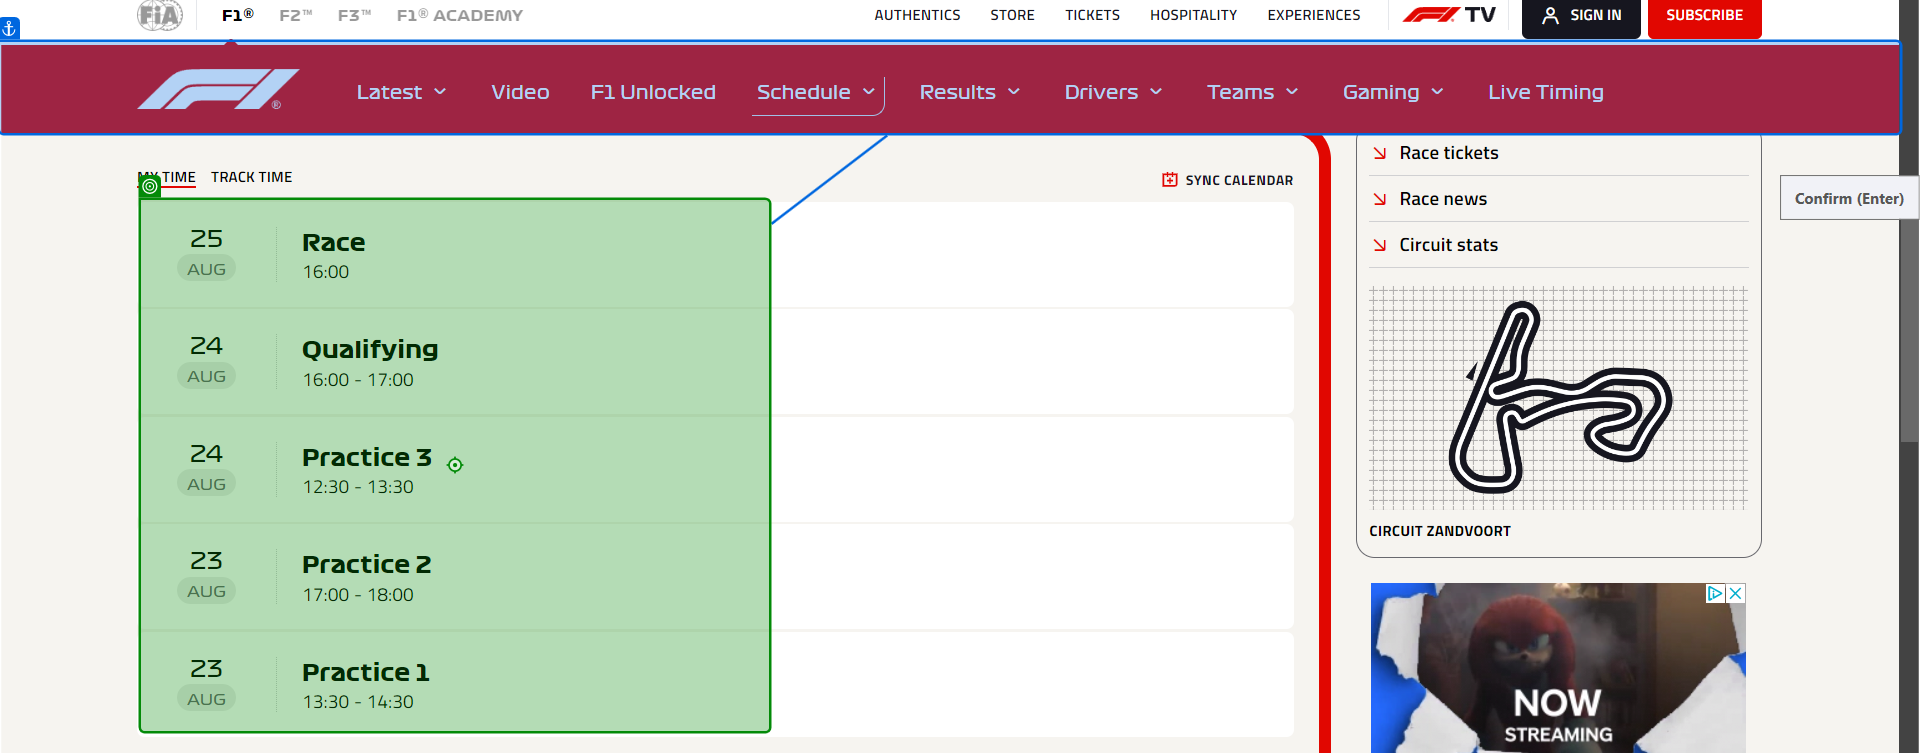 FiA F1® F2™ F3™ F1® ACADEMY AUTHENTICS STORE TICKETS HOSPITALITY EXPERIENCES F1 TV SIGN IN SUBSCRIBE
F1® Latest Video F1 Unlocked Schedule Results Drivers Teams Gaming Live Timing
MY TIME TRACK TIME SYNC CALENDAR
25 AUG
Race
16:00
24 AUG
Qualifying
16:00 - 17:00
24 AUG
Practice 3
12:30 - 13:30
23 AUG
Practice 2
17:00 - 18:00
23 AUG
Practice 1
13:30 - 14:30
Race tickets
Race news
Circuit stats
CIRCUIT ZANDVOORT
Confirm (Enter)
NOW
STREAMING